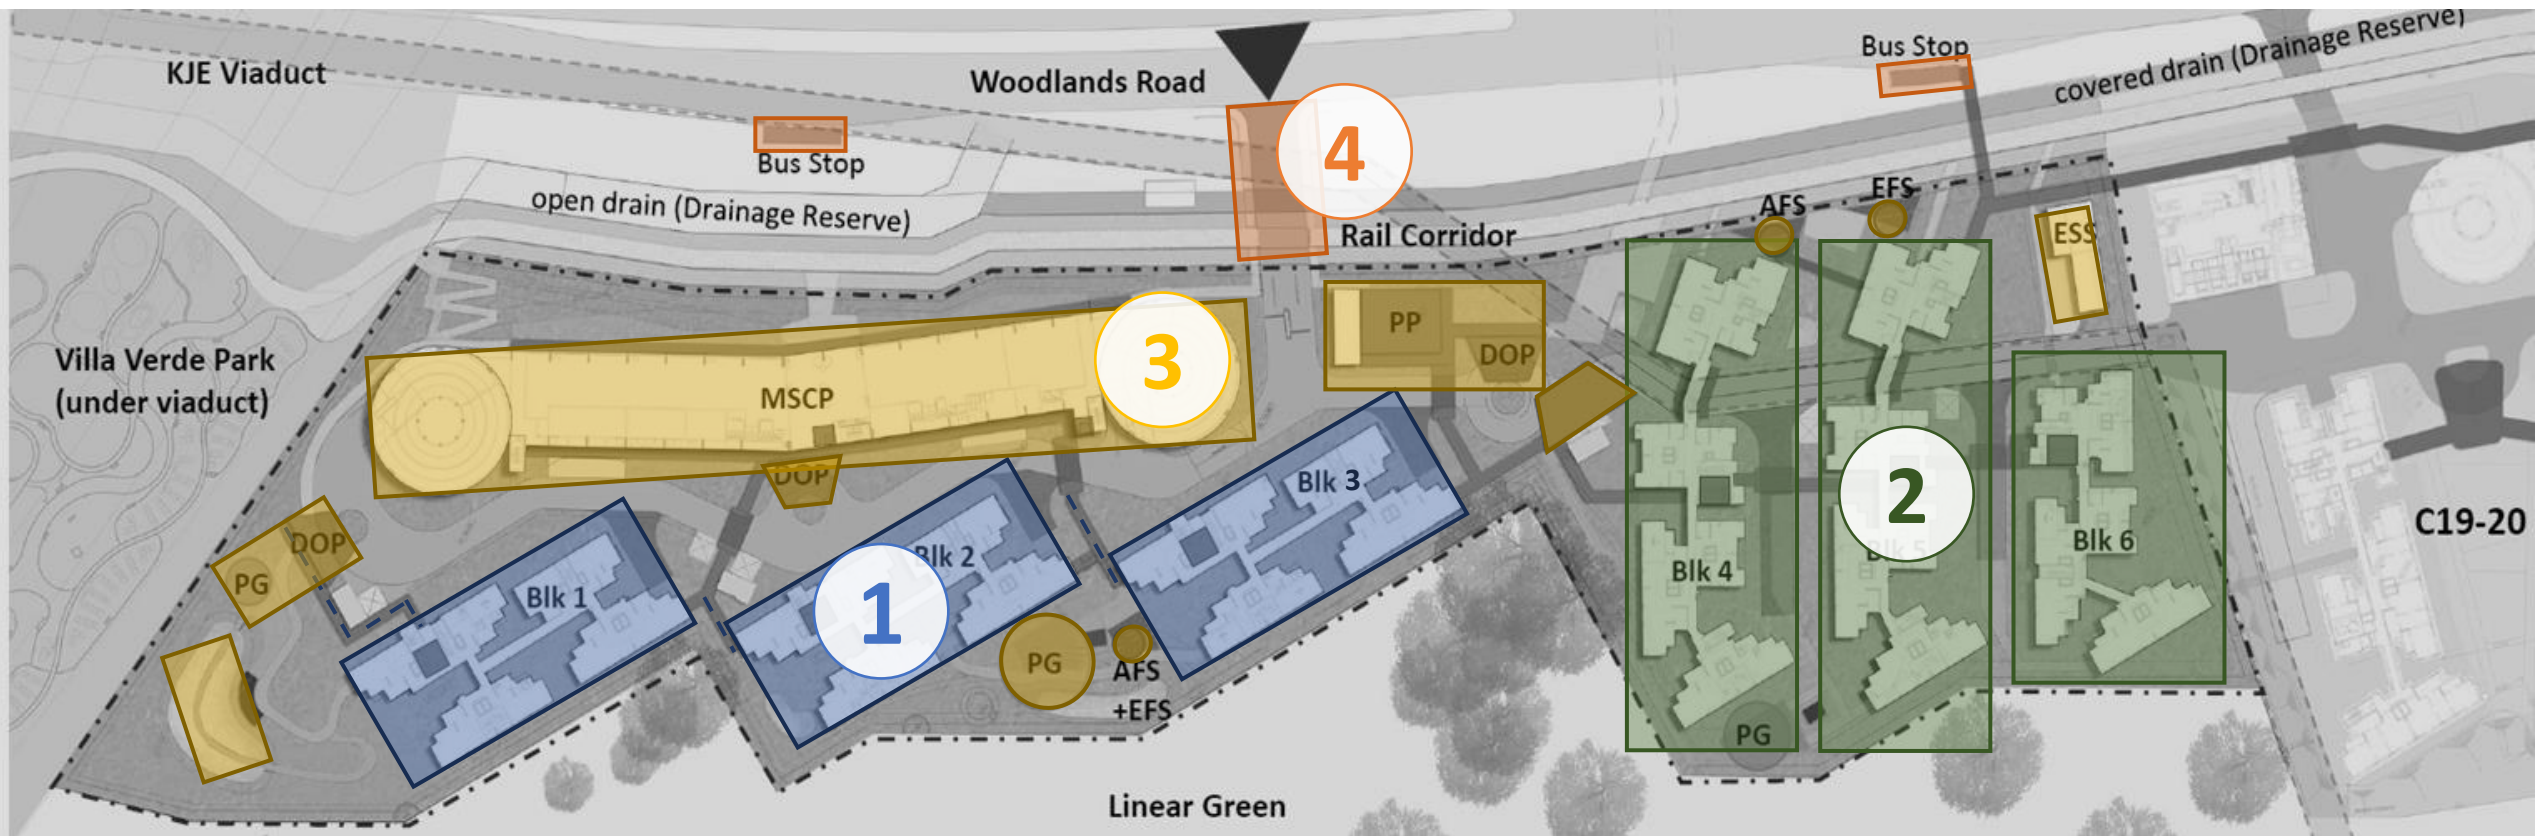 Bus Stop
covered drain (Drainage Reserve)
KJE Viaduct
Woodlands Road
4
Bus Stop
open drain (Drainage Reserve)
Rail Corridor
AFS
EFS
ESS
Villa Verde Park
(under viaduct)
3
MSCP
PP
DOP
DOP
DOP
PG
Blk 1
Blk 2
1
Blk 3
PG
AFS
+EFS
2
Blk 4
Blk 5
Blk 6
PG
C19-20
Linear Green